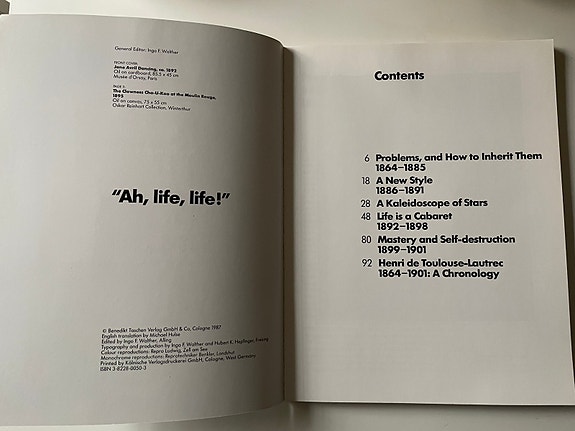 General Editor: Ingo F. Walther
FRONT COVER:
Jane Avril Dancing, ca. 1892
Oil on cardboard, 85.5 x 45 cm
Musée d'Orsay, Paris
PAGE 2:
The Clowness Cha-U-Kao at the Moulin Rouge,
1895
Oil on canvas, 75 x 55 cm
Oskar Reinhart Collection, Winterthur
"Ah, life, life!"
© Benedikt Taschen Verlag GmbH & Co, Cologne 1987
English translation by Michael Hulse
Edited by Ingo F. Walther, Alling
Typography and production by Ingo F. Walther and Hubert K. Hepfinger, Freising
Colour reproductions: Repro Ludwig, Zell am See
Monochrome reproductions: Reprotechniker Benkler, Landshut
Printed by Kölnische Verlagsdruckerei GmbH, Cologne, West Germany
ISBN 3-8228-0050-3
Contents
6 Problems, and How to Inherit Them
1864–1885
18 A New Style
1886–1891
28 A Kaleidoscope of Stars
48 Life is a Cabaret
1892–1898
80 Mastery and Self-destruction
1899–1901
92 Henri de Toulouse-Lautrec
1864–1901: A Chronology